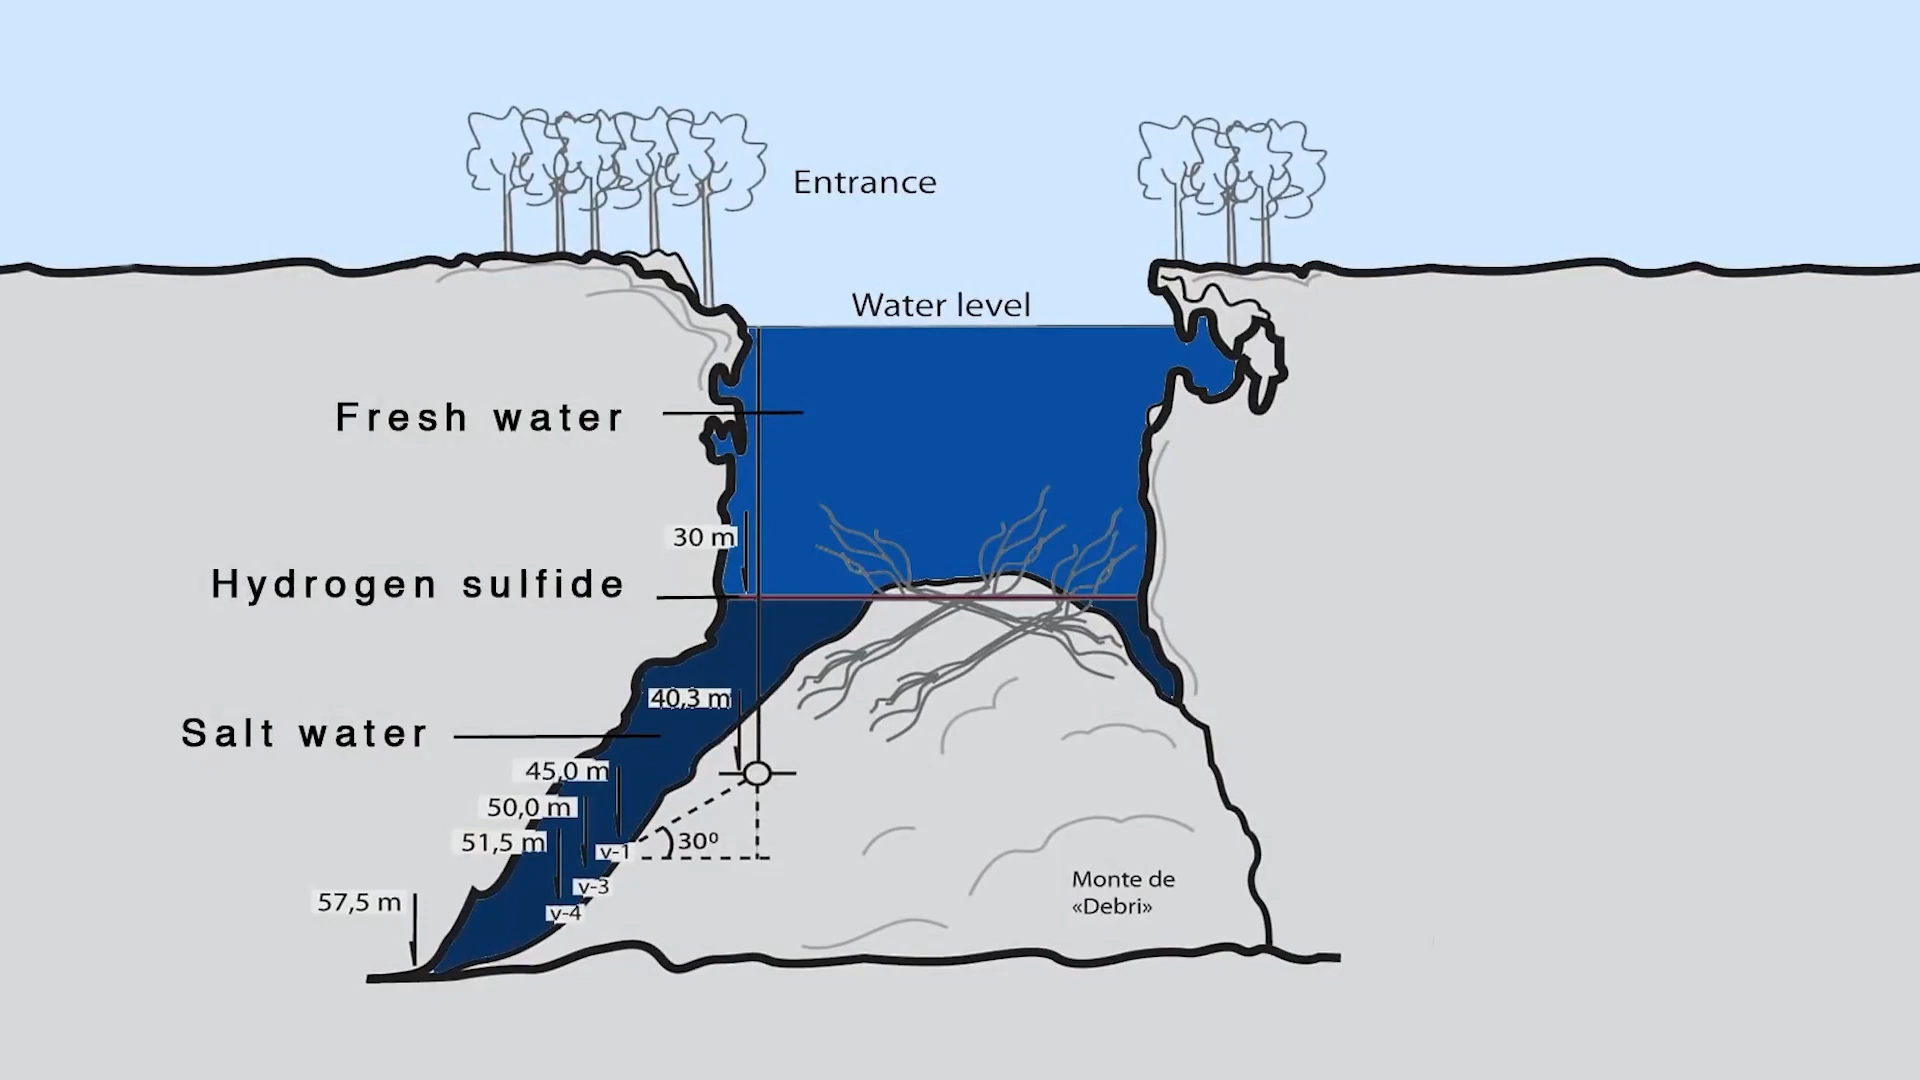 Entrance
Water level
Fresh water
30 m
Hydrogen sulfide
40,3 m
Salt water
45,0 m
50,0 m
51,5 m
v-1
30º
v-3
Monte de
«Debri»
57,5 m
v-4